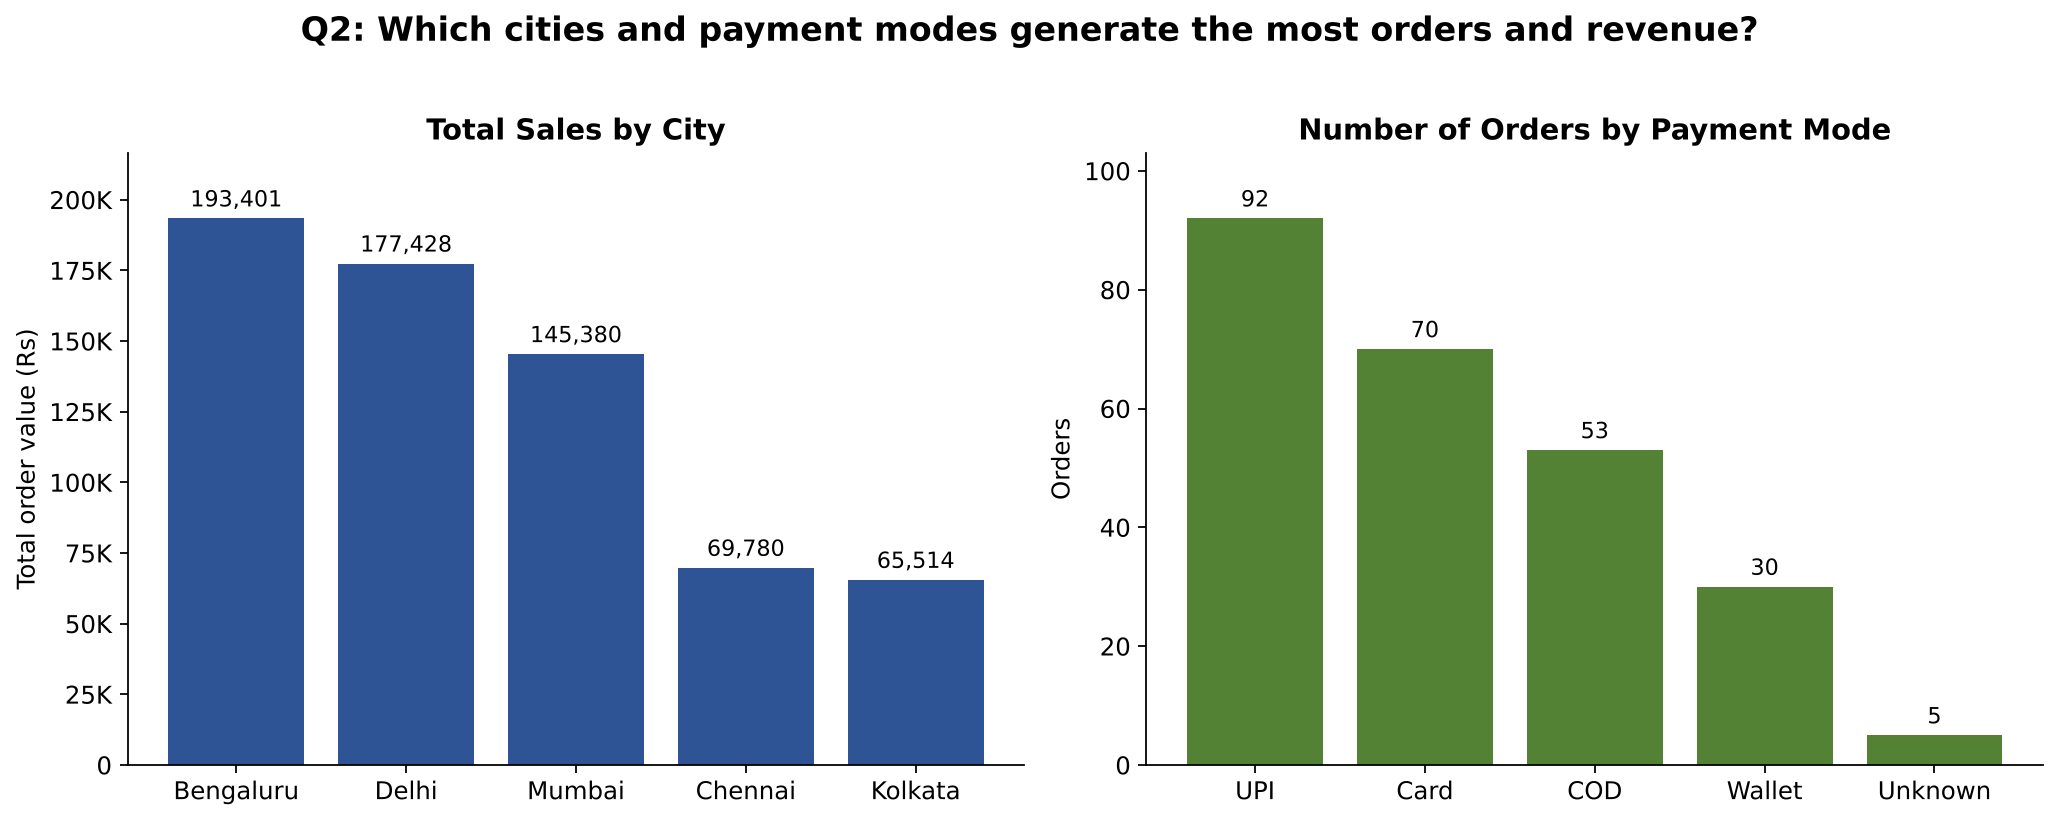 Q2: Which cities and payment modes generate the most orders and revenue?
Total Sales by City
Total order value (Rs)
200K
175K
150K
125K
100K
75K
50K
25K
0
193,401
177,428
145,380
69,780
65,514
Bengaluru
Delhi
Mumbai
Chennai
Kolkata
Number of Orders by Payment Mode
Orders
100
80
60
40
20
0
92
70
53
30
5
UPI
Card
COD
Wallet
Unknown